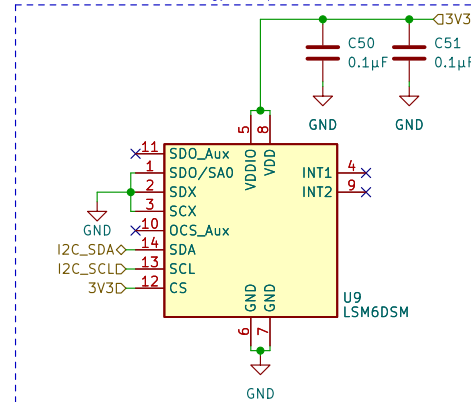 3V3
C50
0.1µF
C51
0.1µF
GND
GND
5
8
VDDIO
VDD
11
SDO_Aux
1
SDO/SA0
2
SDX
3
SCX
10
OCS_Aux
14
SDA
13
SCL
12
CS
GND
I2C_SDA
I2C_SCL
3V3
INT1
4
INT2
9
GND
GND
6
7
U9
LSM6DSM
GND